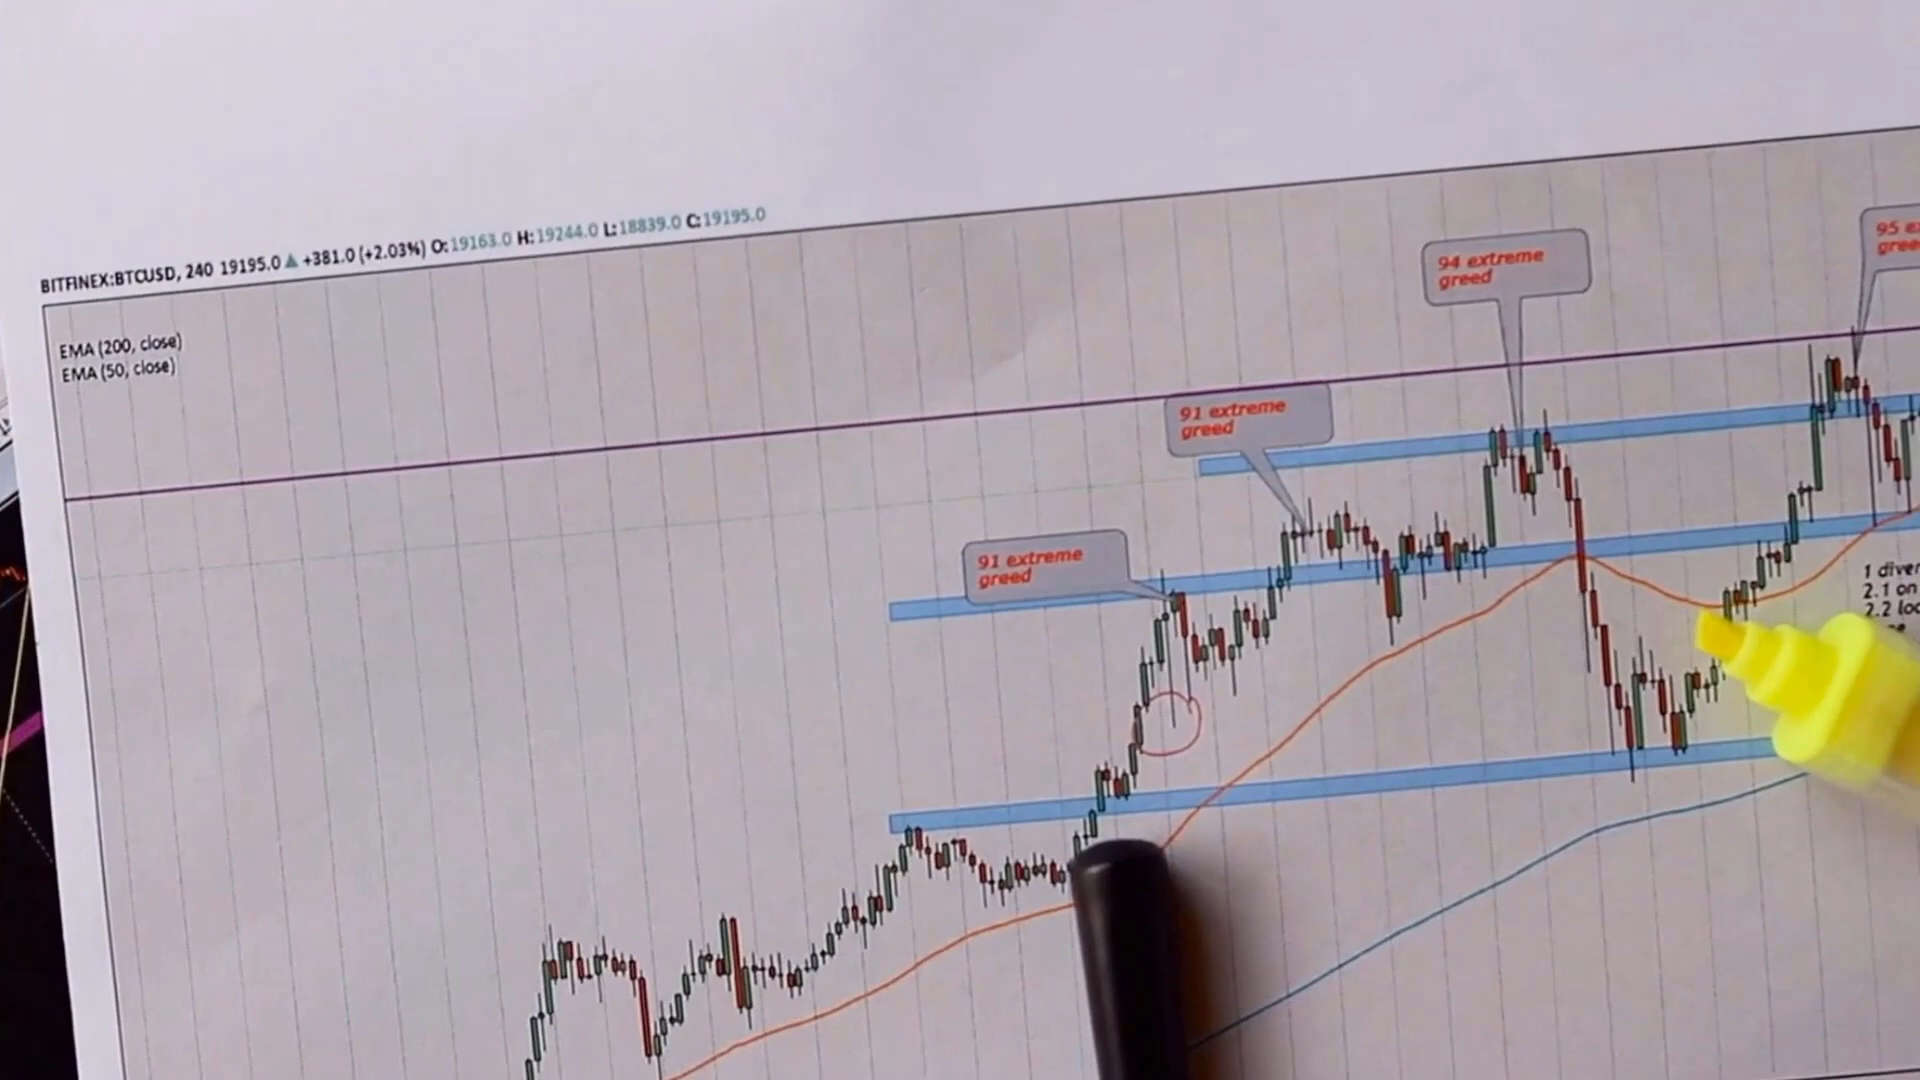 BITFINEX:BTCUSD, 240 19195.0 ▲ +381.0 (+2.03%) O:19163.0 H:19244.0 L:18839.0 C:19195.0
EMA (200, close)
EMA (50, close)
91 extreme
greed
91 extreme
greed
94 extreme
greed
95
1
2.1 on
2.2